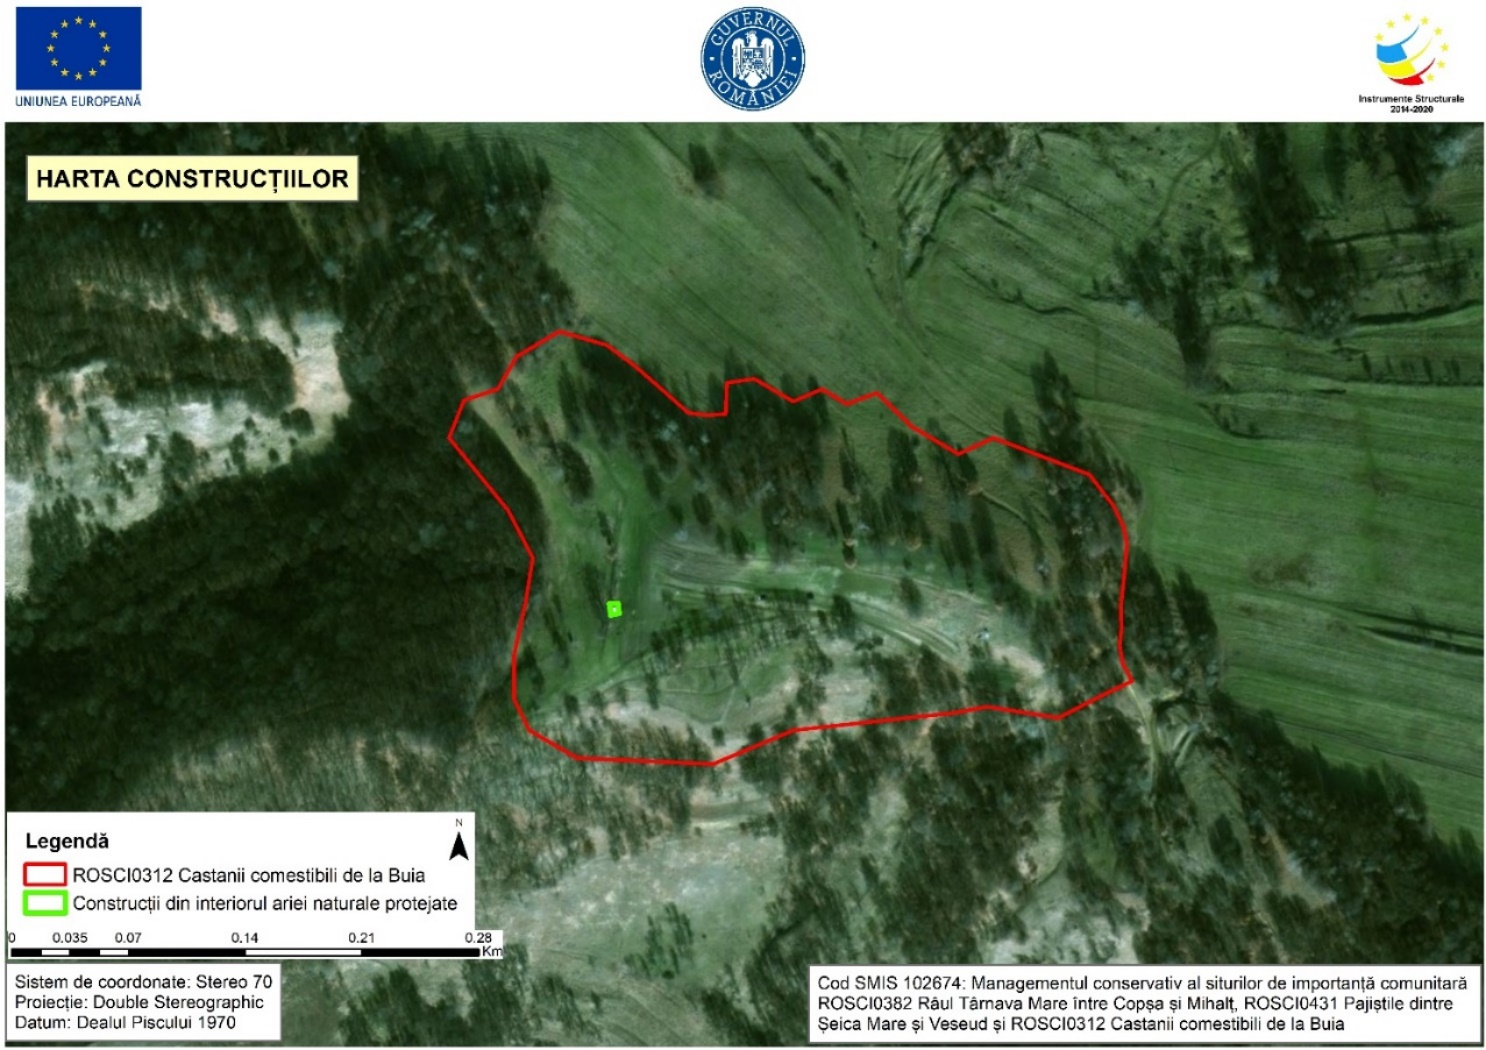 UNIUNEA EUROPEANĂ
GUVERNUL ROMÂNIEI
Instrumente Structurale
2014-2020
HARTA CONSTRUCȚIILOR
Legendă
N
ROSCI0312 Castanii comestibili de la Buia
Construcții din interiorul ariei naturale protejate
0 0.035 0.07 0.14 0.21 0.28
Km
Sistem de coordonate: Stereo 70
Proiecție: Double Stereographic
Datum: Dealul Piscului 1970
Cod SMIS 102674: Managementul conservativ al siturilor de importanță comunitară
ROSCI0382 Râul Târnava Mare între Copșa și Mihalț, ROSCI0431 Pajiștile dintre
Șeica Mare și Veseud și ROSCI0312 Castanii comestibili de la Buia